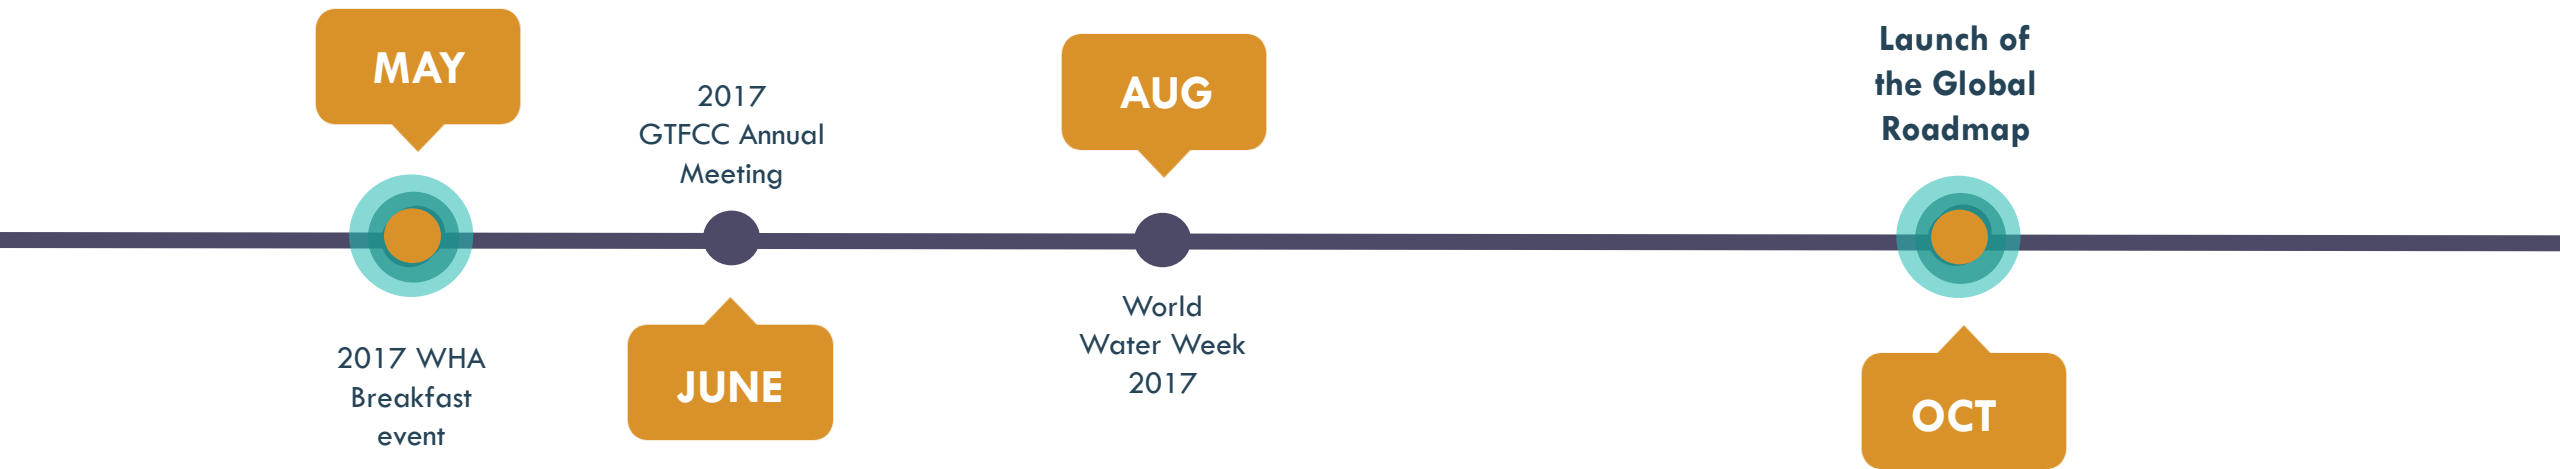 MAY
2017 WHA
Breakfast
event
2017
GTFCC Annual
Meeting
JUNE
AUG
World
Water Week
2017
Launch of
the Global
Roadmap
OCT